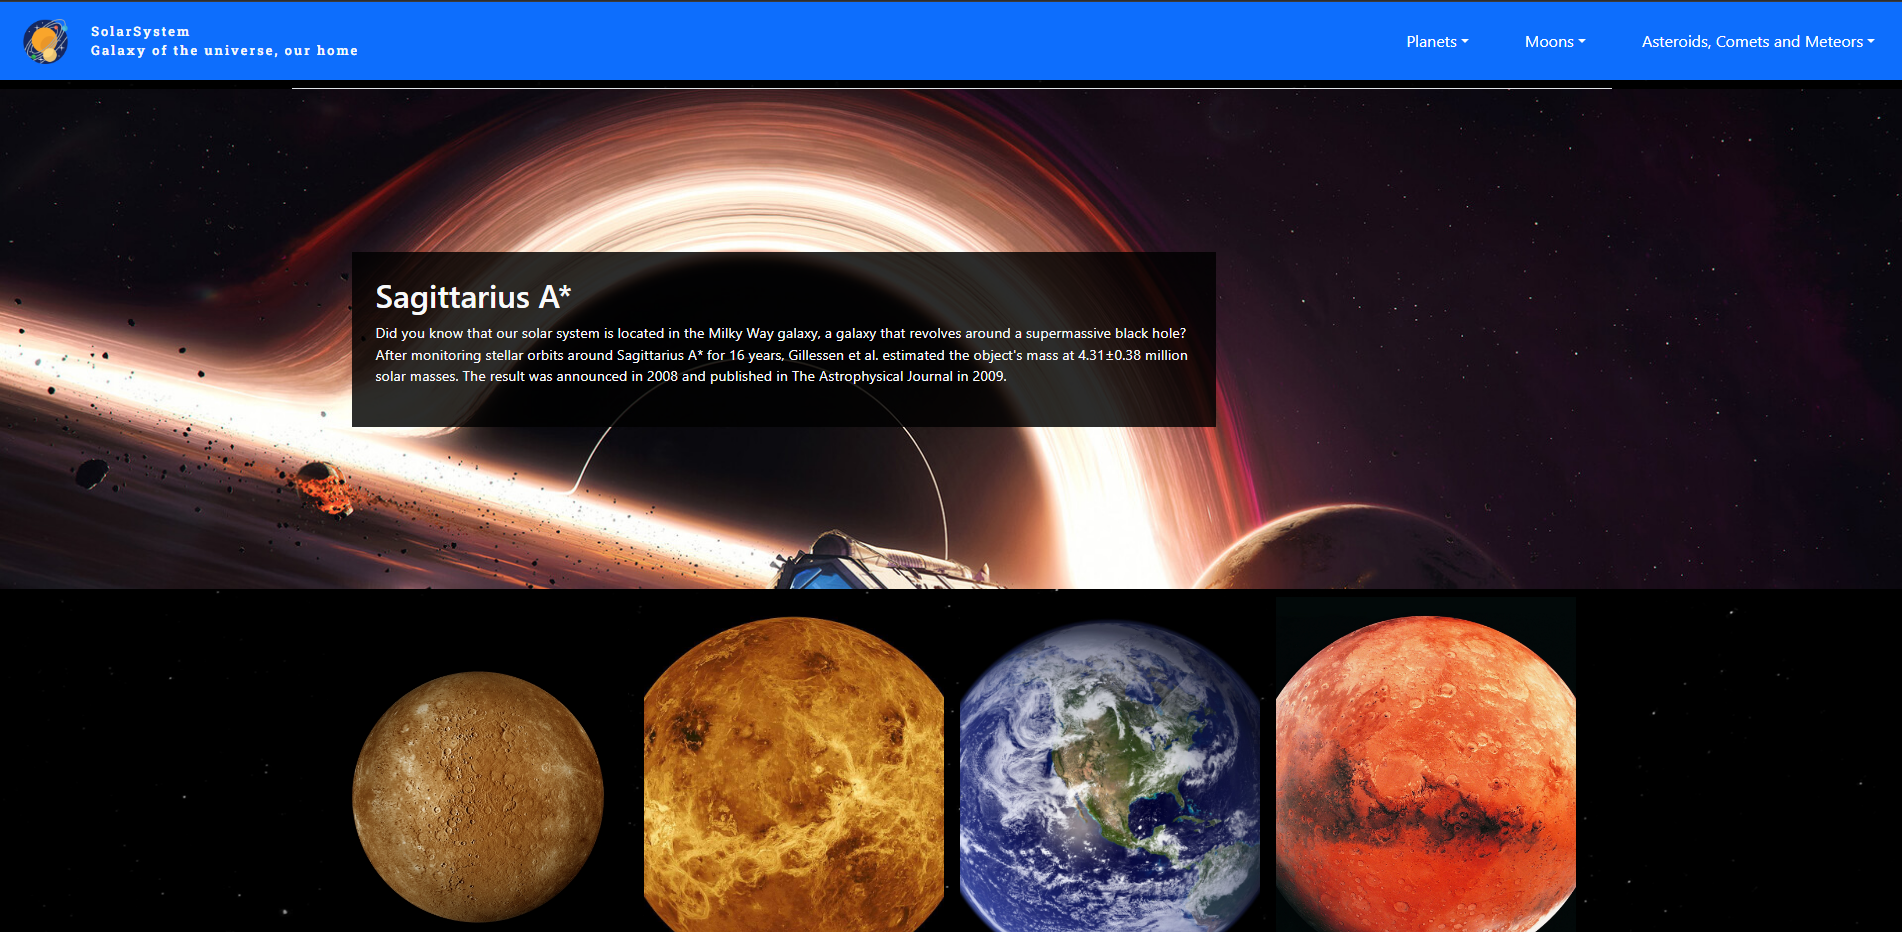 SolarSystem
Galaxy of the universe, our home
Planets
Moons
Asteroids, Comets and Meteors
Sagittarius A*
Did you know that our solar system is located in the Milky Way galaxy, a galaxy that revolves around a supermassive black hole?
After monitoring stellar orbits around Sagittarius A* for 16 years, Gillessen et al. estimated the object's mass at 4.31±0.38 million
solar masses. The result was announced in 2008 and published in The Astrophysical Journal in 2009.